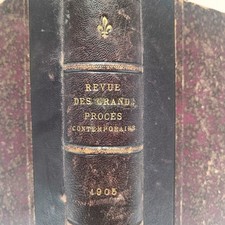 REVUE
DES GRANDS
PROCÈS
CONTEMPORAINS
1905